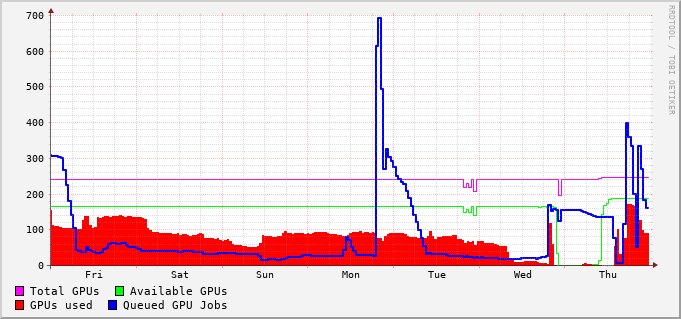 700
600
500
400
300
200
100
0
Fri Sat Sun Mon Tue Wed Thu
Total GPUs Available GPUs
GPUs used Queued GPU Jobs
RRDTOOL / TOBI OETIKER